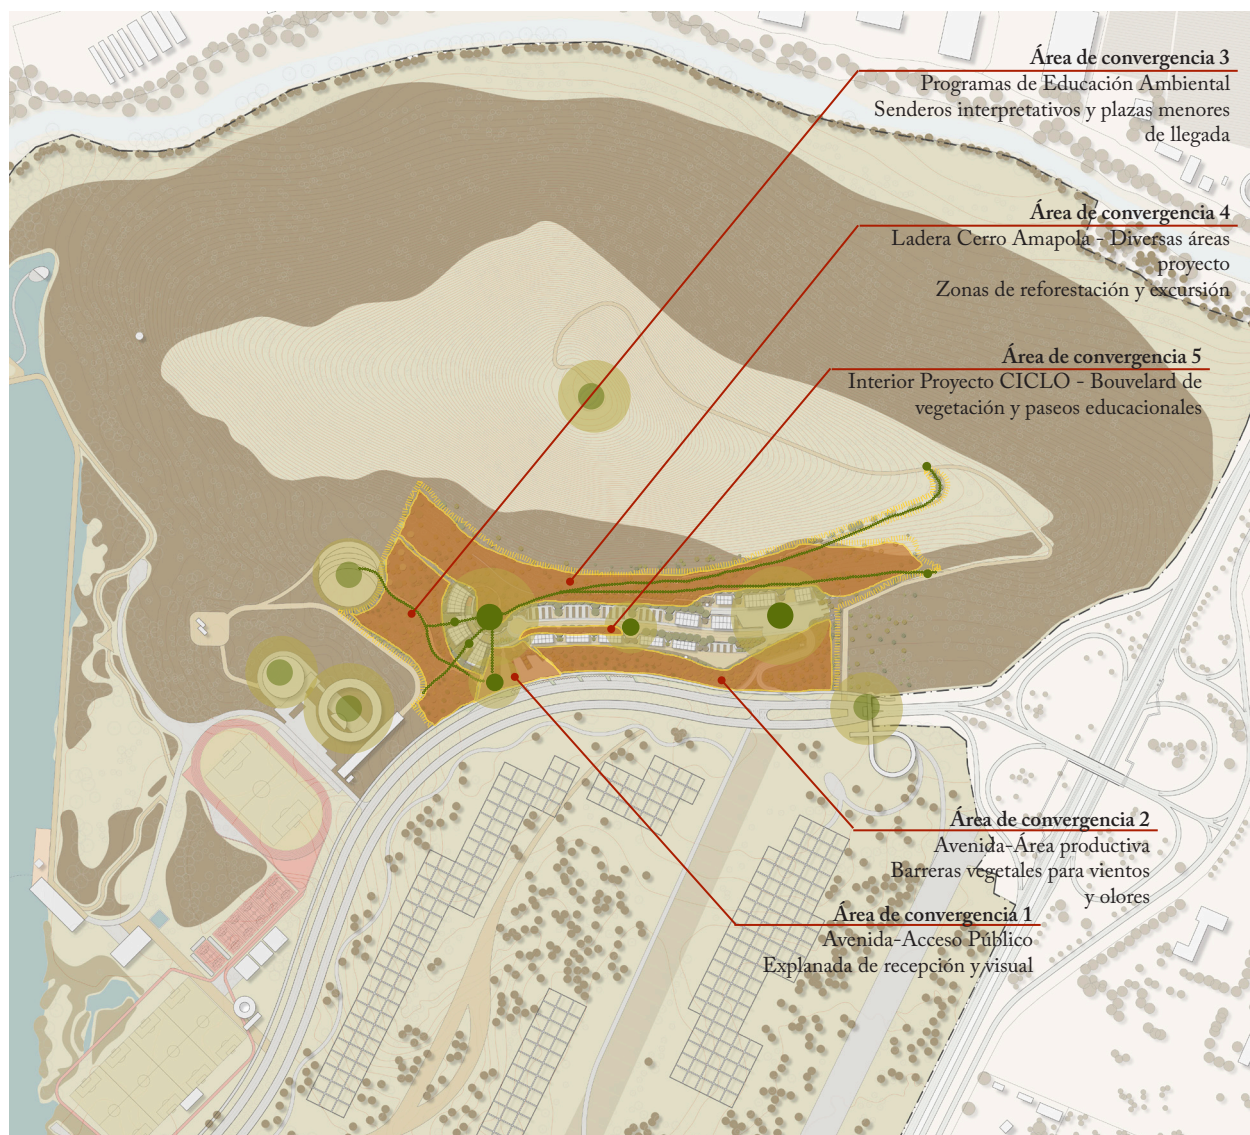 Área de convergencia 3
Programas de Educación Ambiental
Senderos interpretativos y plazas menores
de llegada
Área de convergencia 4
Ladera Cerro Amapola - Diversas áreas
proyecto
Zonas de reforestación y excursión
Área de convergencia 5
Interior Proyecto CICLO - Bouvelard de
vegetación y paseos educacionales
Área de convergencia 2
Avenida-Área productiva
Barreras vegetales para vientos
y olores
Área de convergencia 1
Avenida-Acceso Público
Explanada de recepción y visual